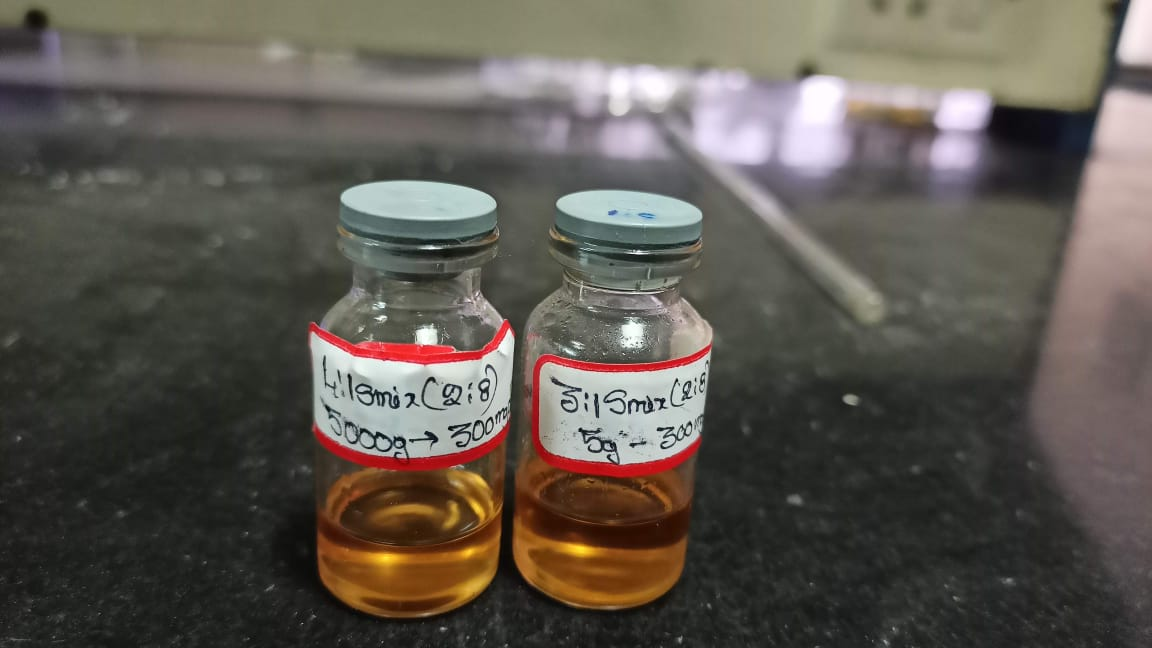 4:1 Smix (2:8)
5000g → 300m
3:1 Smix (2:8
5g - 300m